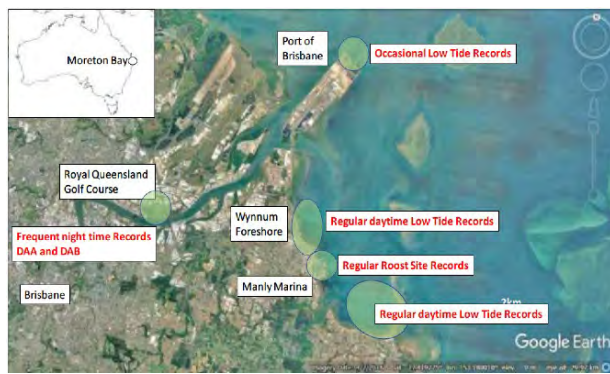 Moreton Bay
Port of
Brisbane
Occasional Low Tide Records
Royal Queensland
Golf Course
Frequent night time Records
DAA and DAB
Wynnum
Foreshore
Regular daytime Low Tide Records
Regular Roost Site Records
Manly Marina
Brisbane
2km
Regular daytime Low Tide Records
Google Earth